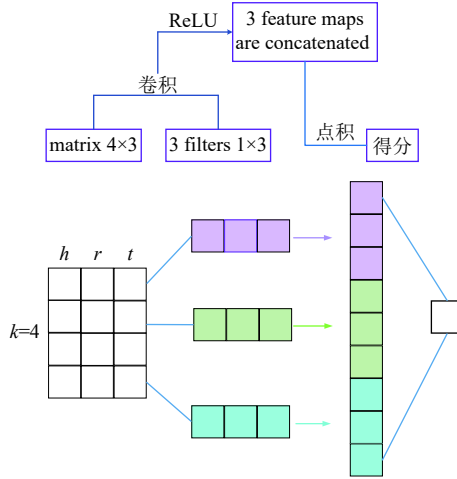 ReLU
3 feature maps
are concatenated
卷积
matrix 4×3
3 filters 1×3
点积
得分
h r t
k=4